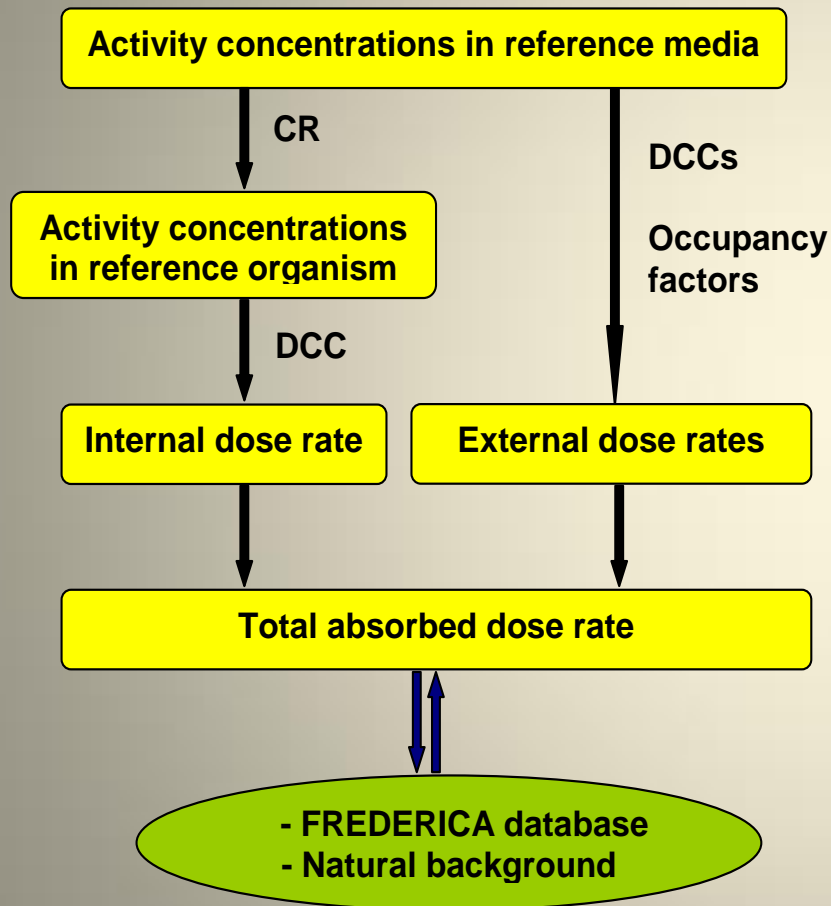 Activity concentrations in reference media
CR
DCCs
Occupancy
factors
Activity concentrations
in reference organism
DCC
Internal dose rate
External dose rates
Total absorbed dose rate
- FREDERICA database
- Natural background